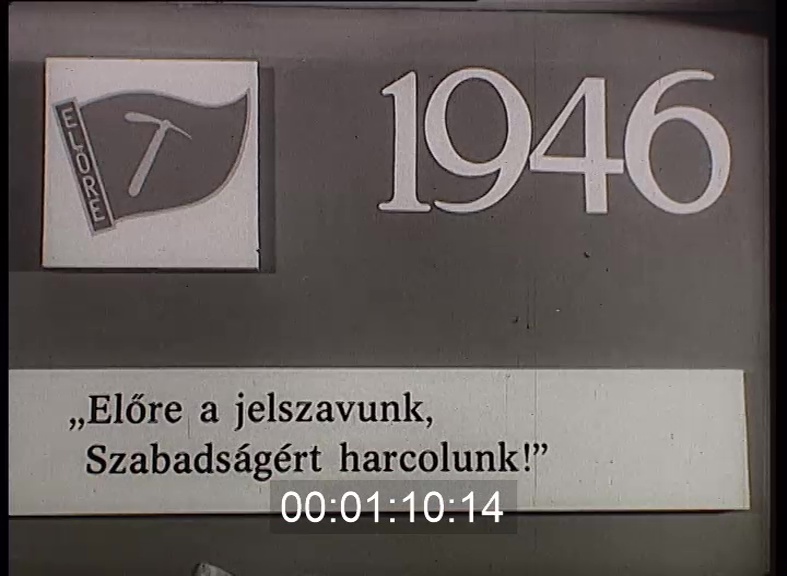 ELŐRE
1946
„Előre a jelszavunk,
Szabadságért harcolunk!”
00:01:10:14